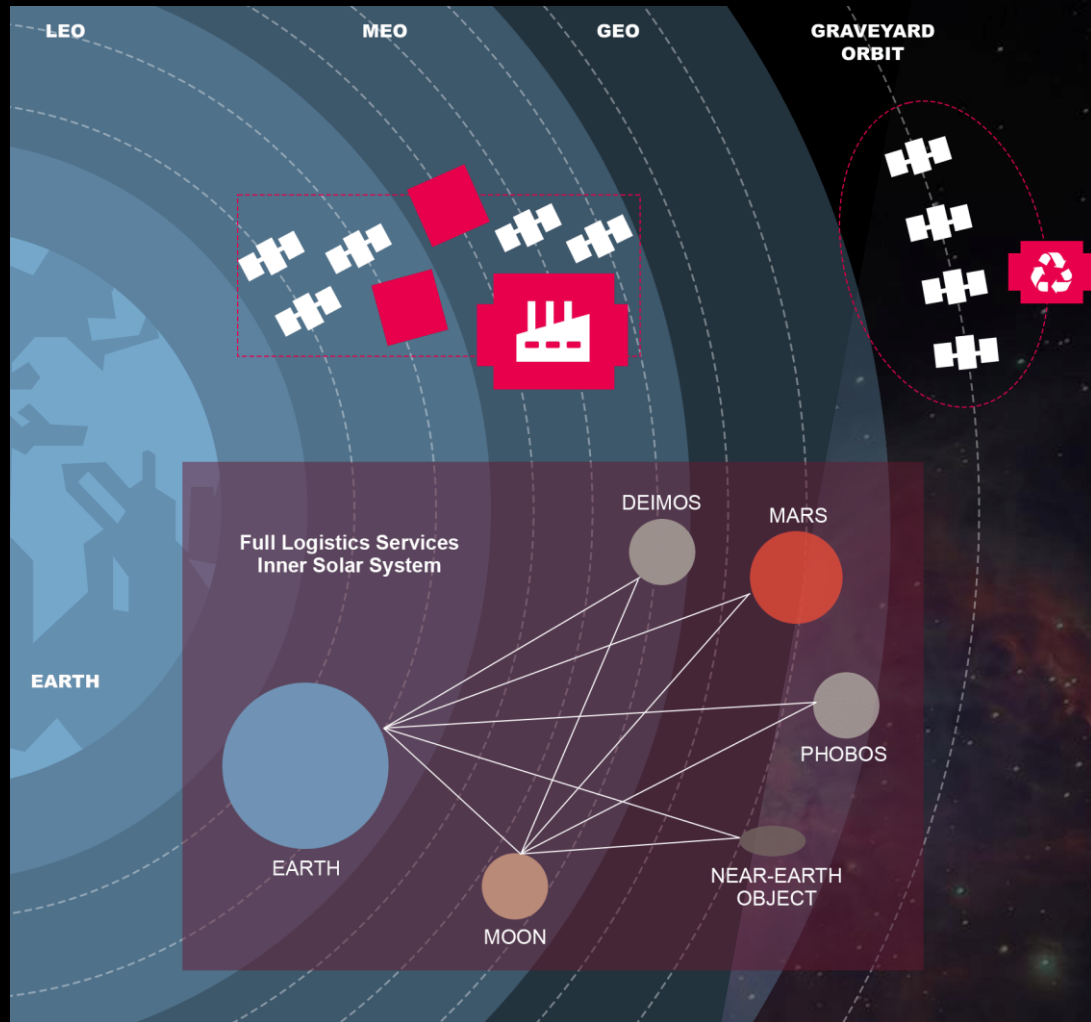 LEO
MEO
GEO
GRAVEYARD
ORBIT
DEIMOS
MARS
Full Logistics Services
Inner Solar System
EARTH
PHOBOS
EARTH
NEAR-EARTH
OBJECT
MOON